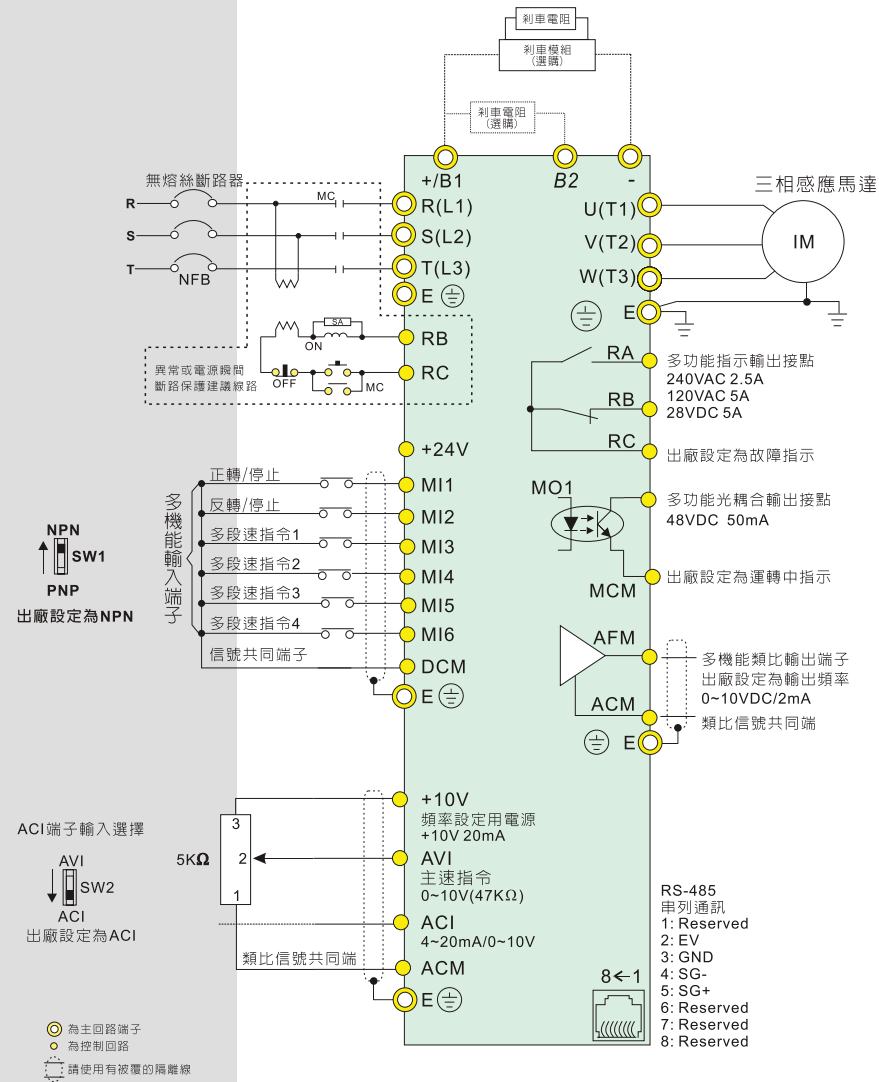 剎車電阻
剎車模組
(選購)
剎車電阻
(選購)
+/B1
B2
-
無熔絲斷路器
三相感應馬達
R
MC
R(L1)
U(T1)
S
S(L2)
V(T2)
IM
T
T(L3)
W(T3)
NFB
E
E
SA
ON
RB
異常或電源瞬間
斷路保護建議線路
OFF
MC
RC
RA
多功能指示輸出接點
240VAC 2.5A
120VAC 5A
28VDC 5A
RB
RC
出廠設定為故障指示
+24V
多機能輸入端子
正轉/停止
MI1
反轉/停止
MI2
多段速指令1
MI3
多段速指令2
MI4
多段速指令3
MI5
多段速指令4
MI6
信號共同端子
DCM
E
NPN
SW1
PNP
出廠設定為NPN
MO1
多功能光耦合輸出接點
48VDC 50mA
MCM
出廠設定為運轉中指示
AFM
多機能類比輸出端子
出廠設定為輸出頻率
0~10VDC/2mA
ACM
類比信號共同端
E
ACI端子輸入選擇
AVI
SW2
ACI
出廠設定為ACI
3
5KΩ
2
1
+10V
頻率設定用電源
+10V 20mA
AVI
主速指令
0~10V(47KΩ)
ACI
4~20mA/0~10V
類比信號共同端
ACM
E
8←1
RS-485
串列通訊
1: Reserved
2: EV
3: GND
4: SG-
5: SG+
6: Reserved
7: Reserved
8: Reserved
為主回路端子
為控制回路
請使用有被覆的隔離線